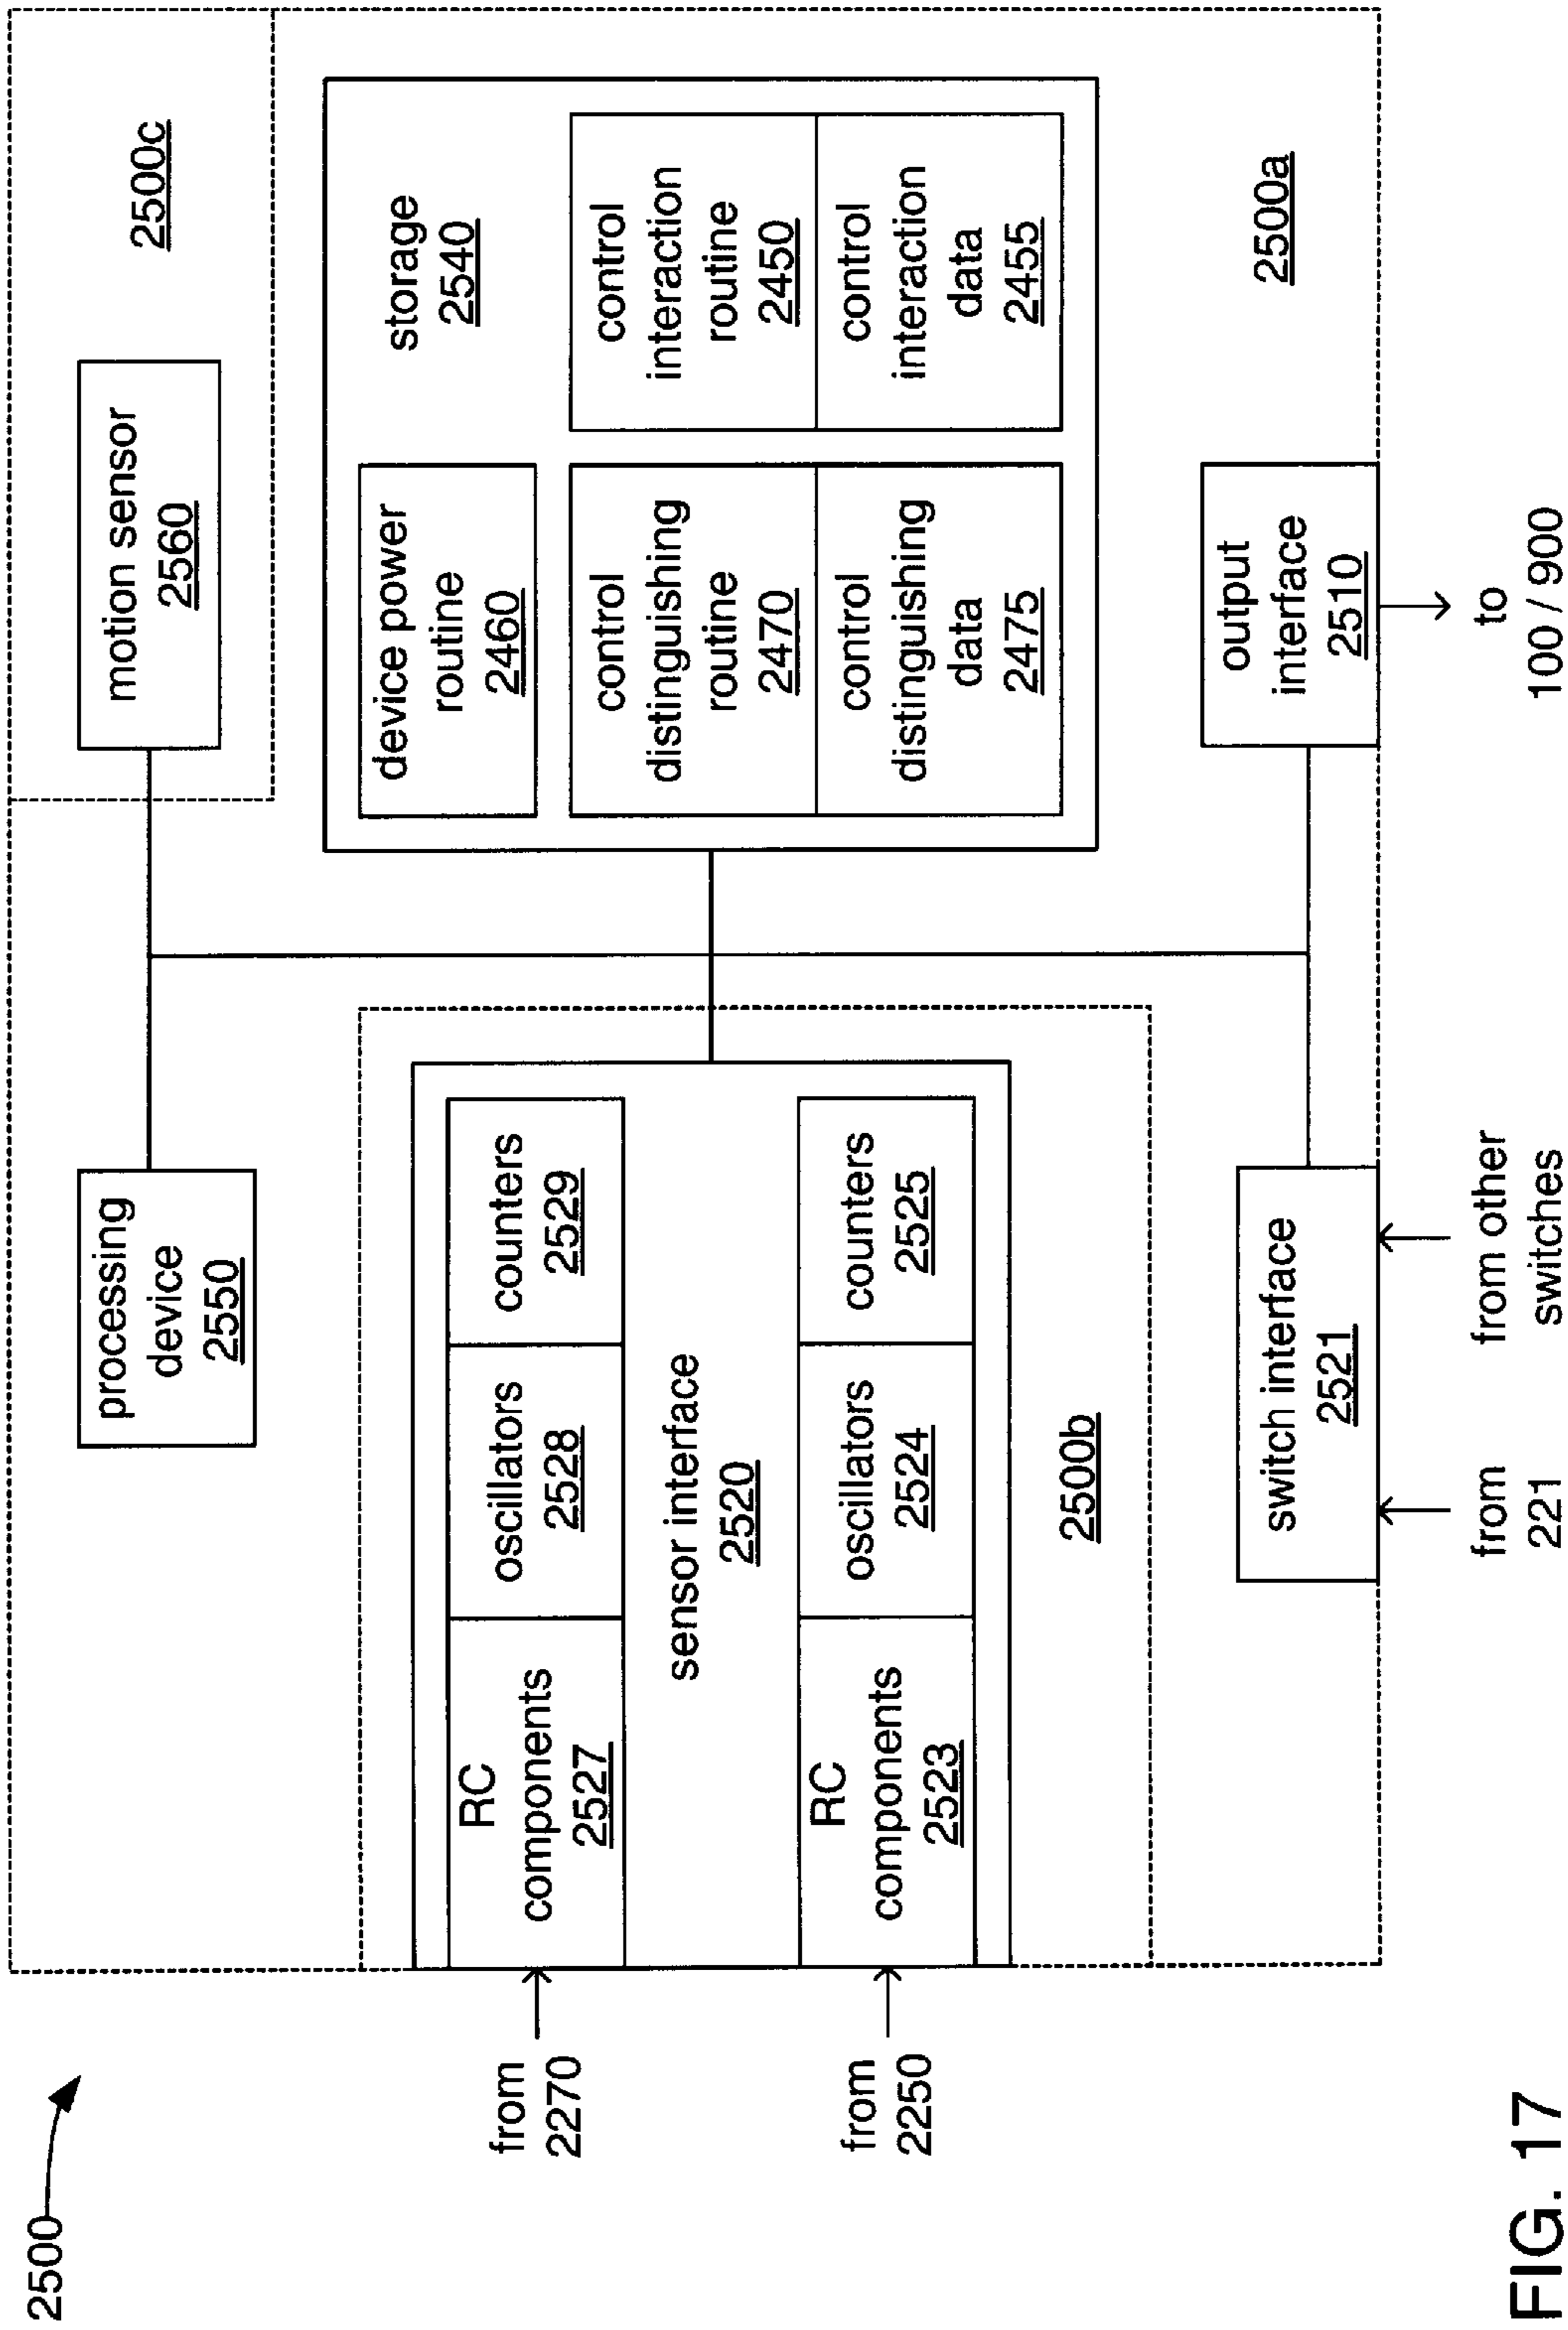 2500
processing
device
2550
motion sensor
2560
2500c
from
2270
RC
components
2527
oscillators
2528
counters
2529
sensor interface
2520
from
2250
RC
components
2523
oscillators
2524
counters
2525
2500b
storage
2540
device power
routine
2460
control
distinguishing
routine
2470
control
distinguishing
data
2475
control
interaction
routine
2450
control
interaction
data
2455
2500a
switch interface
2521
output
interface
2510
from
221
from other
switches
to
100 / 900
FIG. 17